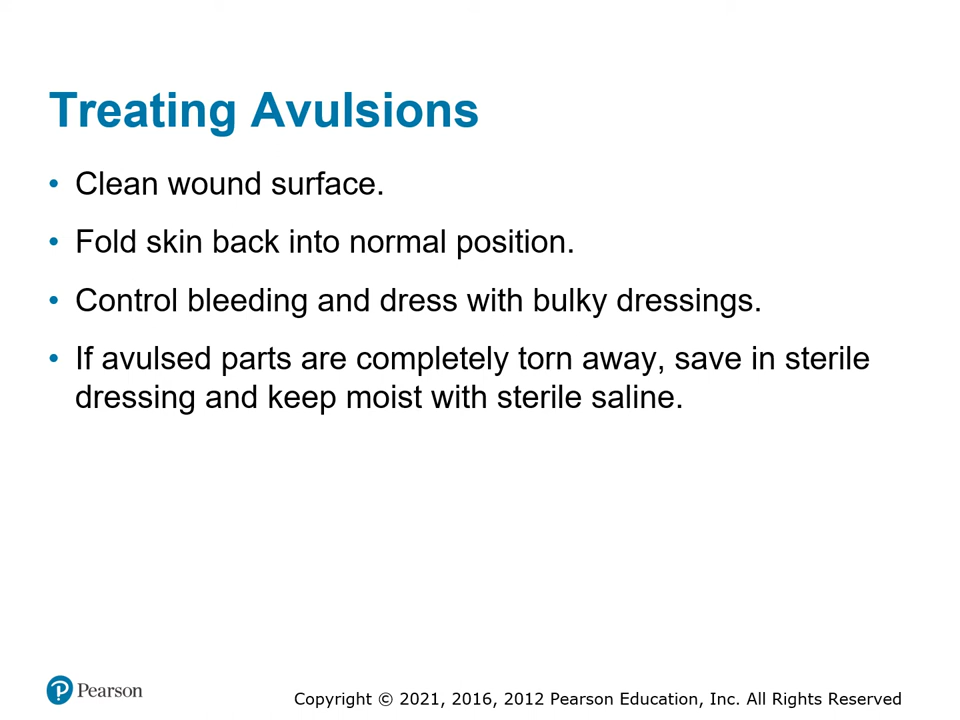 Treating Avulsions
• Clean wound surface.
• Fold skin back into normal position.
• Control bleeding and dress with bulky dressings.
• If avulsed parts are completely torn away, save in sterile
dressing and keep moist with sterile saline.
Pearson
Copyright © 2021, 2016, 2012 Pearson Education, Inc. All Rights Reserved